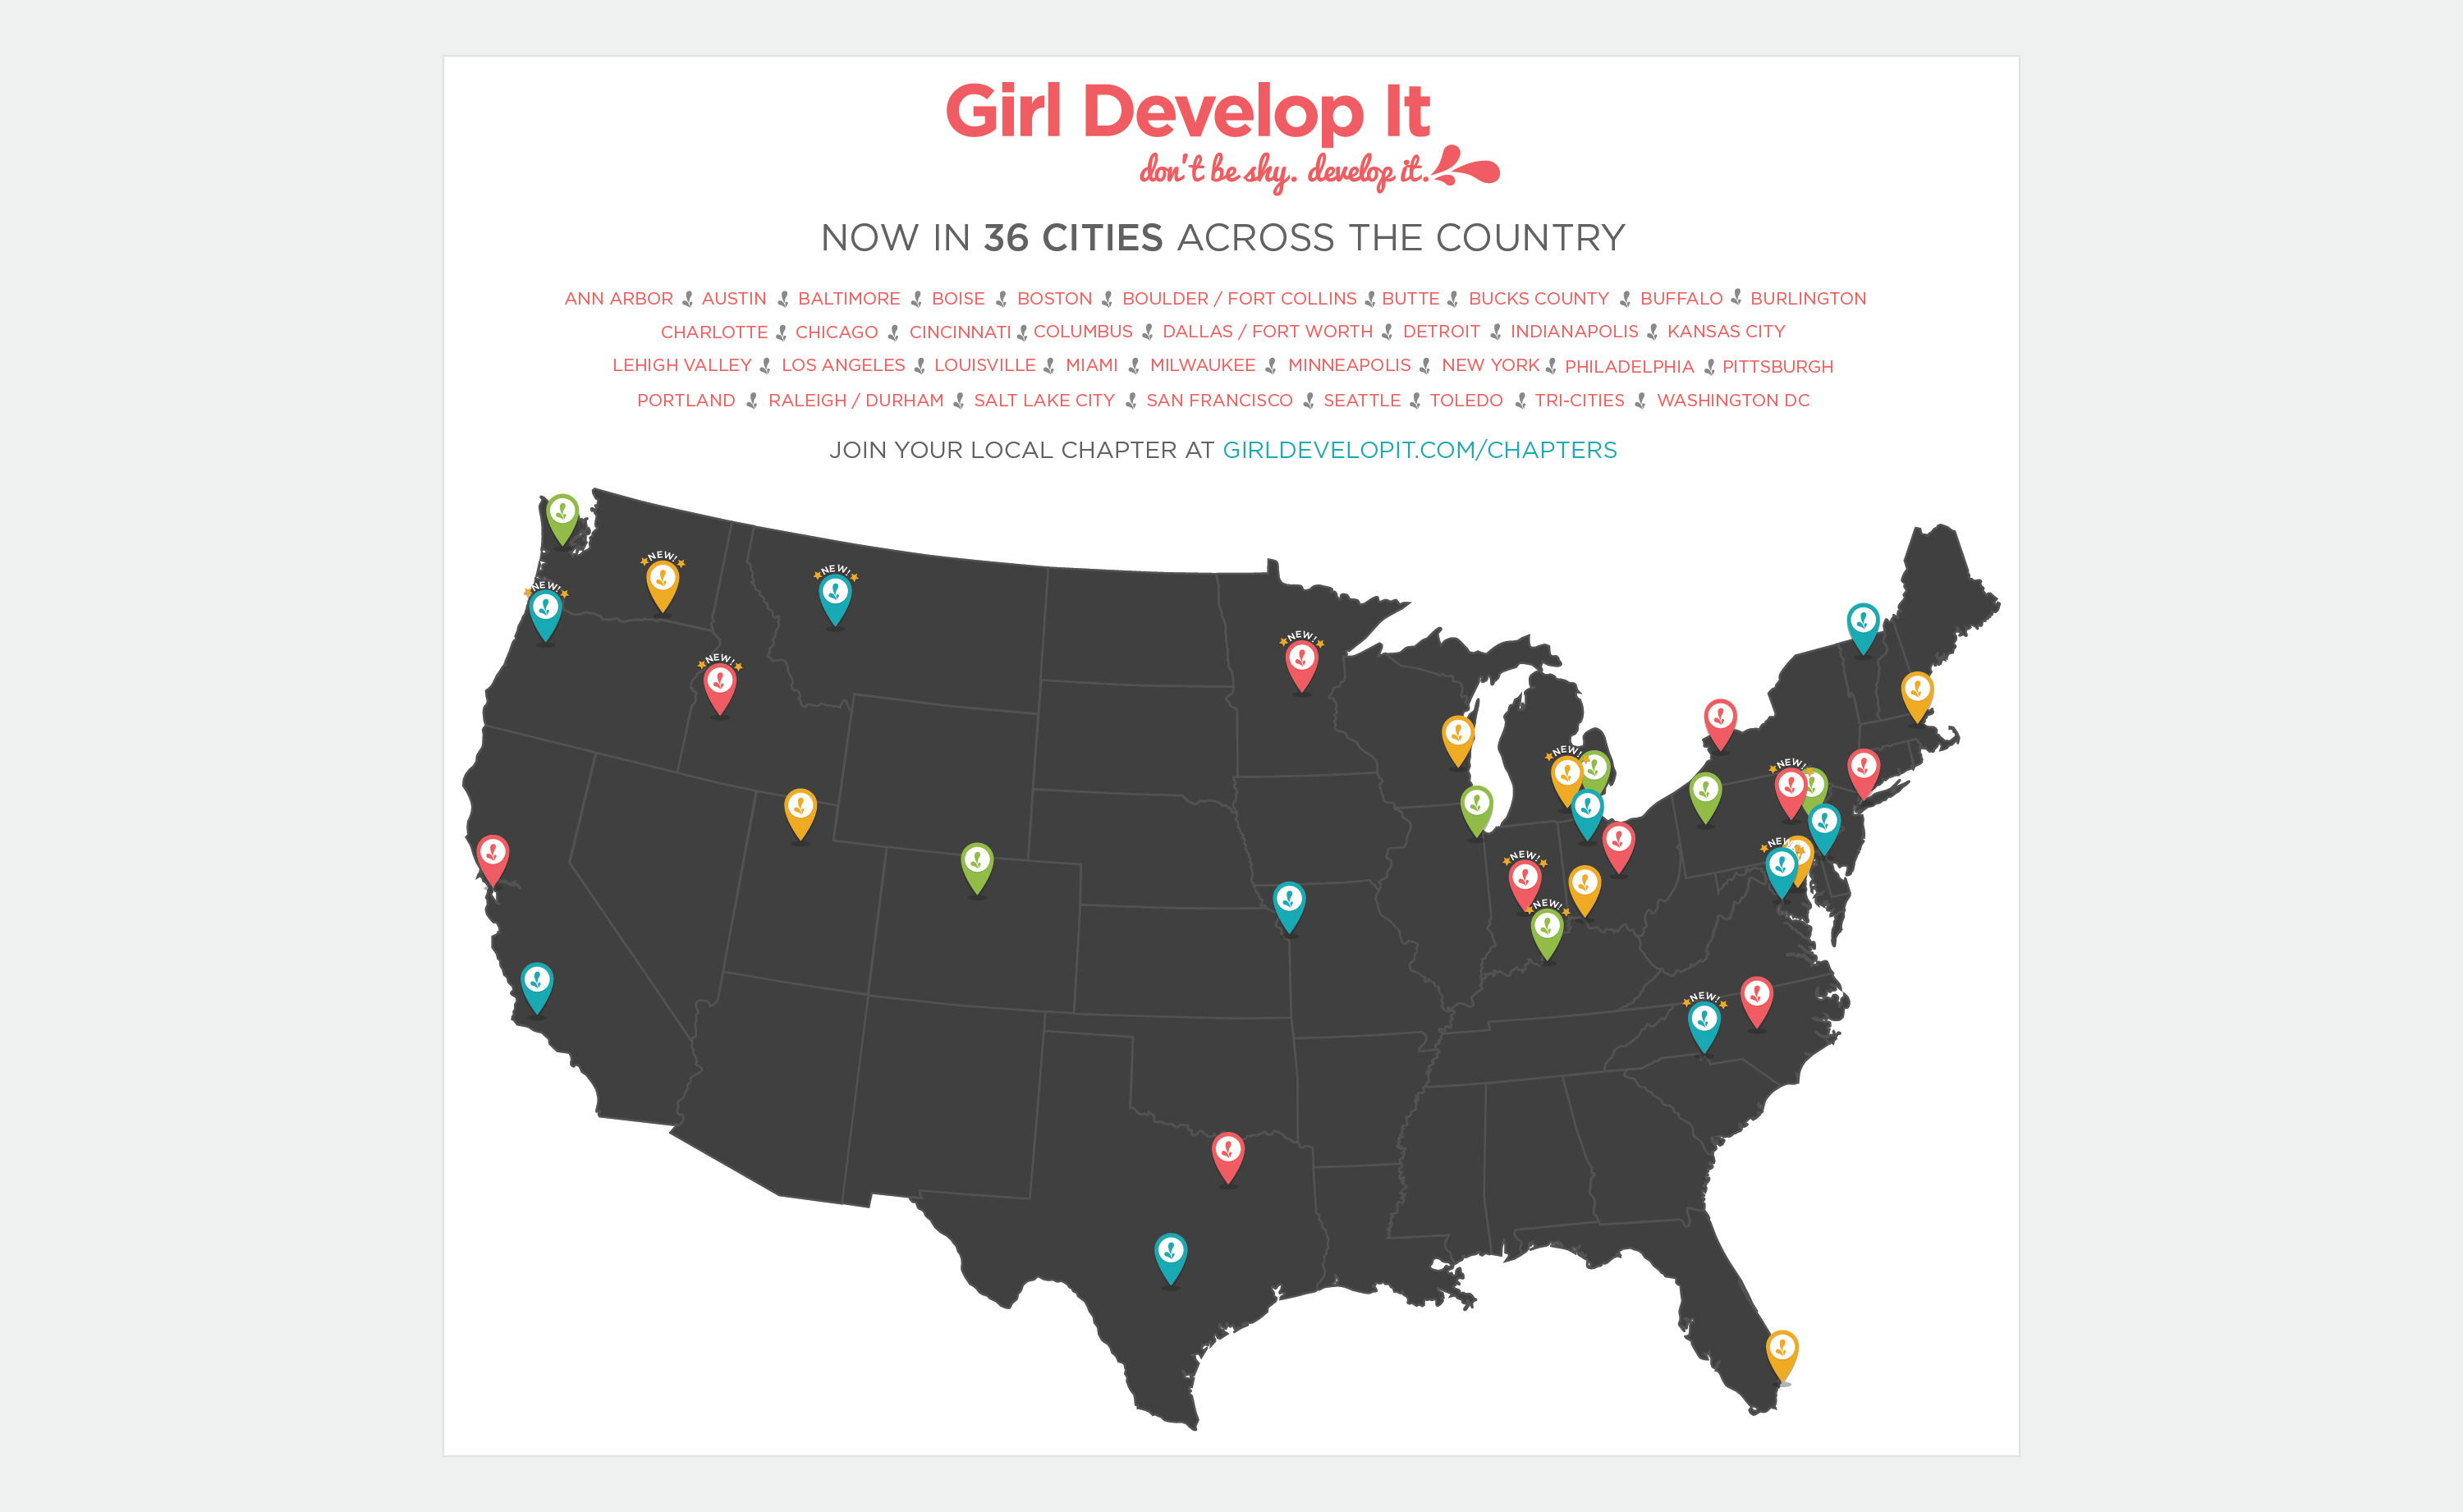 Girl Develop It
don't be shy. develop it.
NOW IN 36 CITIES ACROSS THE COUNTRY
ANN ARBOR AUSTIN BALTIMORE BOISE BOSTON BOULDER / FORT COLLINS BUTTE BUCKS COUNTY BUFFALO BURLINGTON
CHARLOTTE CHICAGO CINCINNATI COLUMBUS DALLAS / FORT WORTH DETROIT INDIANAPOLIS KANSAS CITY
LEHIGH VALLEY LOS ANGELES LOUISVILLE MIAMI MILWAUKEE MINNEAPOLIS NEW YORK PHILADELPHIA PITTSBURGH
PORTLAND RALEIGH / DURHAM SALT LAKE CITY SAN FRANCISCO SEATTLE TOLEDO TRI-CITIES WASHINGTON DC
JOIN YOUR LOCAL CHAPTER AT GIRLDEVELOPIT.COM/CHAPTERS
NEW!
NEW!
NEW!
NEW!
NEW!
NEW!
NEW!
NEW!
NEW!
NEW!
NEW!